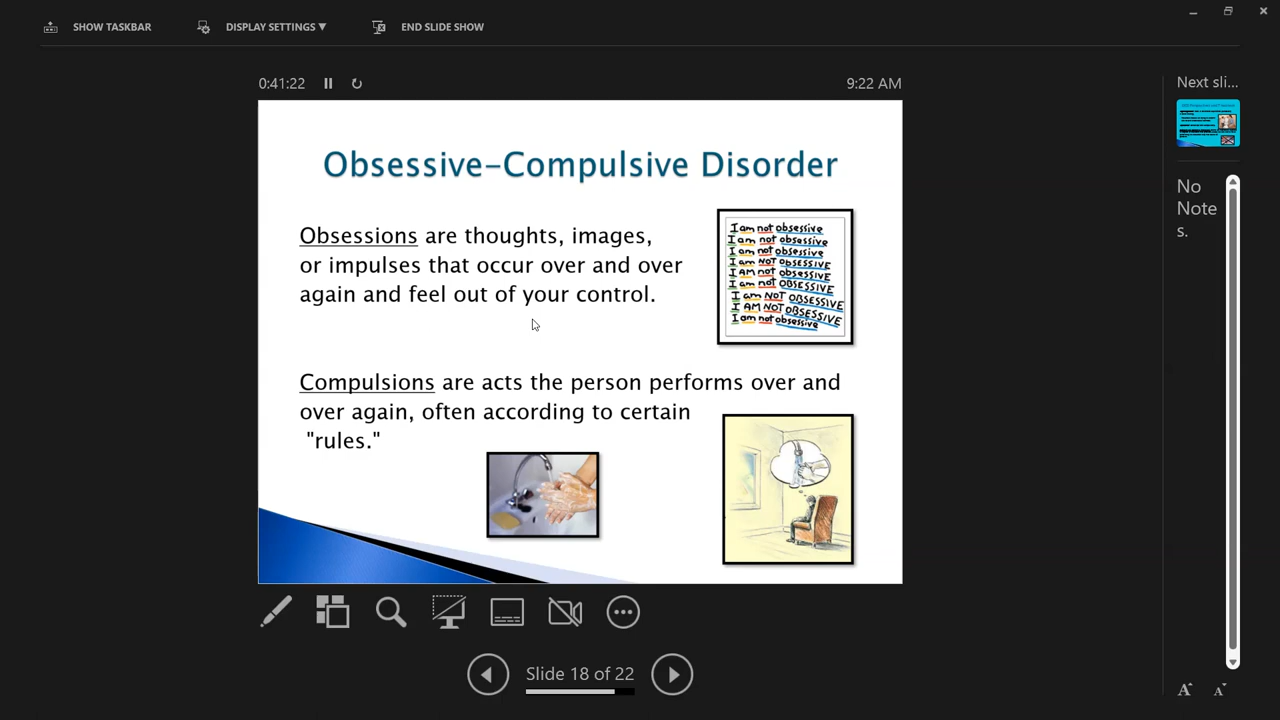 SHOW TASKBAR
DISPLAY SETTINGS ▼
END SLIDE SHOW
0:41:22
9:22 AM
Obsessive-Compulsive Disorder
Obsessions are thoughts, images,
or impulses that occur over and over
again and feel out of your control.
I am not obsessive
I am not obsessive
I am not obsessive
I am NOT OBSESSIVE
I AM not obsessive
I am not OBSESSIVE
I am NOT OBSESSIVE
I AM NOT OBSESSIVE
I am not obsessive
Compulsions are acts the person performs over and
over again, often according to certain
"rules."
Slide 18 of 22
Next sli...
No
Note
s.
A
A